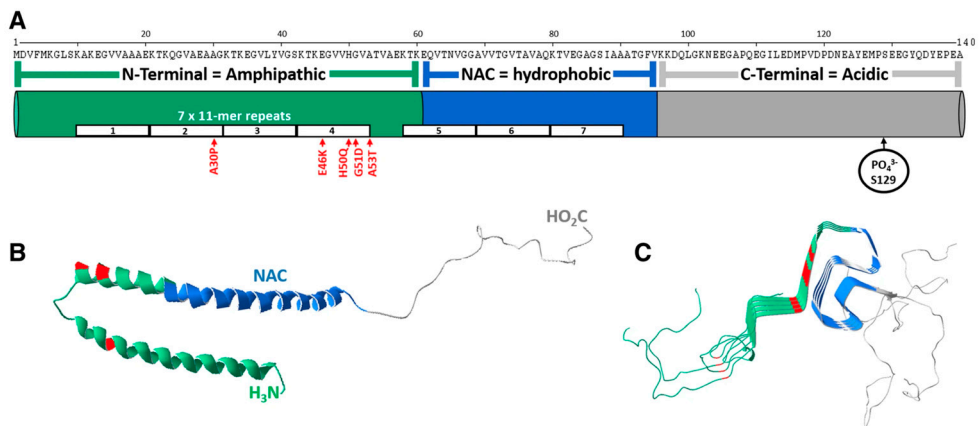 A
1 20 40 60 80 100 120 140
MDVFMKGLSKAKEGVVAAAEKTKQGVAEAAGKTKEGVLYVGSKTKEGVVHGVATVAEKTKEQVTNVGGAVVTGVTAVAQKTVEGAGSIAAATGFVKKDQLGKNEEGAPQEGILEDMPVDPDNEAYEMPSEEGYQDYEPEA
N-Terminal = Amphipathic NAC = hydrophobic C-Terminal = Acidic
7 x 11-mer repeats
1 2 3 4 5 6 7
A30P E46K H50Q G51D A53T
PO₄³⁻
S129
B
NAC
HO₂C
H₃N
C